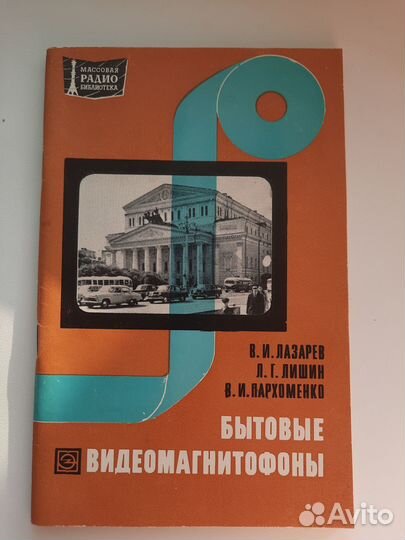 МАССОВАЯ
РАДИО
БИБЛИОТЕКА
В.И.ЛАЗАРЕВ
Л.Г.ЛИШИН
В.И.ПАРХОМЕНКО
БЫТОВЫЕ
ВИДЕОМАГНИТОФОНЫ
Avito